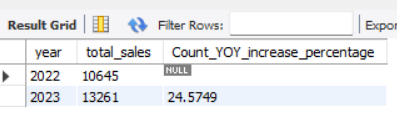 Result Grid Filter Rows: Expor
year total_sales Count_YOY_increase_percentage
2022 10645 NULL
2023 13261 24.5749